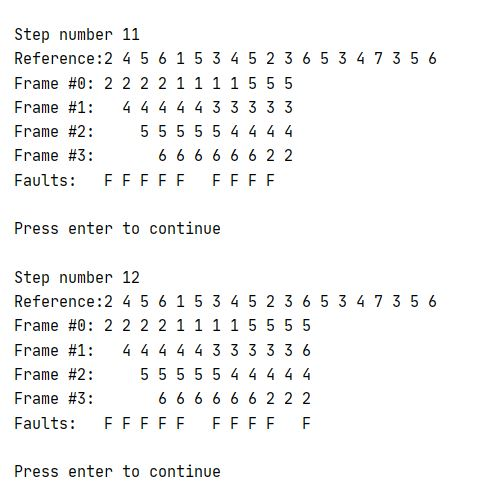 Step number 11
Reference:2 4 5 6 1 5 3 4 5 2 3 6 5 3 4 7 3 5 6
Frame #0: 2 2 2 2 1 1 1 1 5 5 5
Frame #1:   4 4 4 4 4 3 3 3 3 3
Frame #2:     5 5 5 5 5 4 4 4 4
Frame #3:       6 6 6 6 6 6 2 2
Faults:   F F F F F   F F F F
Press enter to continue
Step number 12
Reference:2 4 5 6 1 5 3 4 5 2 3 6 5 3 4 7 3 5 6
Frame #0: 2 2 2 2 1 1 1 1 5 5 5 5
Frame #1:   4 4 4 4 4 3 3 3 3 3 6
Frame #2:     5 5 5 5 5 4 4 4 4 4
Frame #3:       6 6 6 6 6 6 2 2 2
Faults:   F F F F F   F F F F   F
Press enter to continue